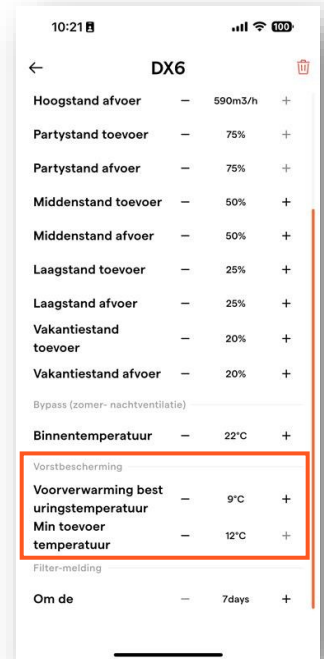 10:21
100
← DX6
Hoogstand afvoer − 590m3/h +
Partystand toevoer − 75% +
Partystand afvoer − 75% +
Middenstand toevoer − 50% +
Middenstand afvoer − 50% +
Laagstand toevoer − 25% +
Laagstand afvoer − 25% +
Vakantiestand
toevoer − 20% +
Vakantiestand afvoer − 20% +
Bypass (zomer- nachtventilatie)
Binnentemperatuur − 22°C +
Vorstbescherming
Voorverwarming best
uringstemperatuur − 9°C +
Min toevoer
temperatuur − 12°C +
Filter-melding
Om de − 7days +